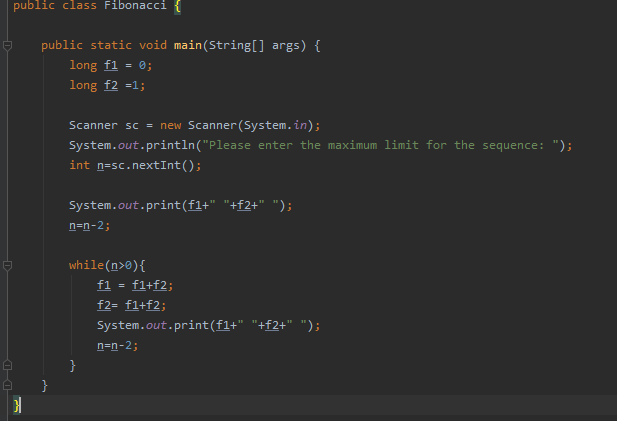 public class Fibonacci {
public static void main(String[] args) {
long f1 = 0;
long f2 =1;
Scanner sc = new Scanner(System.in);
System.out.println("Please enter the maximum limit for the sequence: ");
int n=sc.nextInt();
System.out.print(f1+" "+f2+" ");
n=n-2;
while(n>0){
f1 = f1+f2;
f2= f1+f2;
System.out.print(f1+" "+f2+" ");
n=n-2;
}
}
}